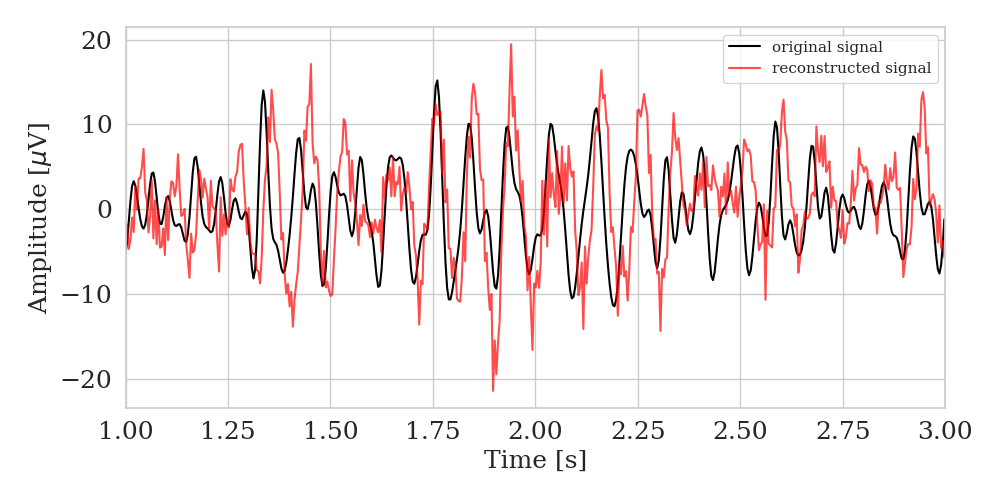 original signal
reconstructed signal
20
10
0
−10
−20
Amplitude [μV]
1.00 1.25 1.50 1.75 2.00 2.25 2.50 2.75 3.00
Time [s]